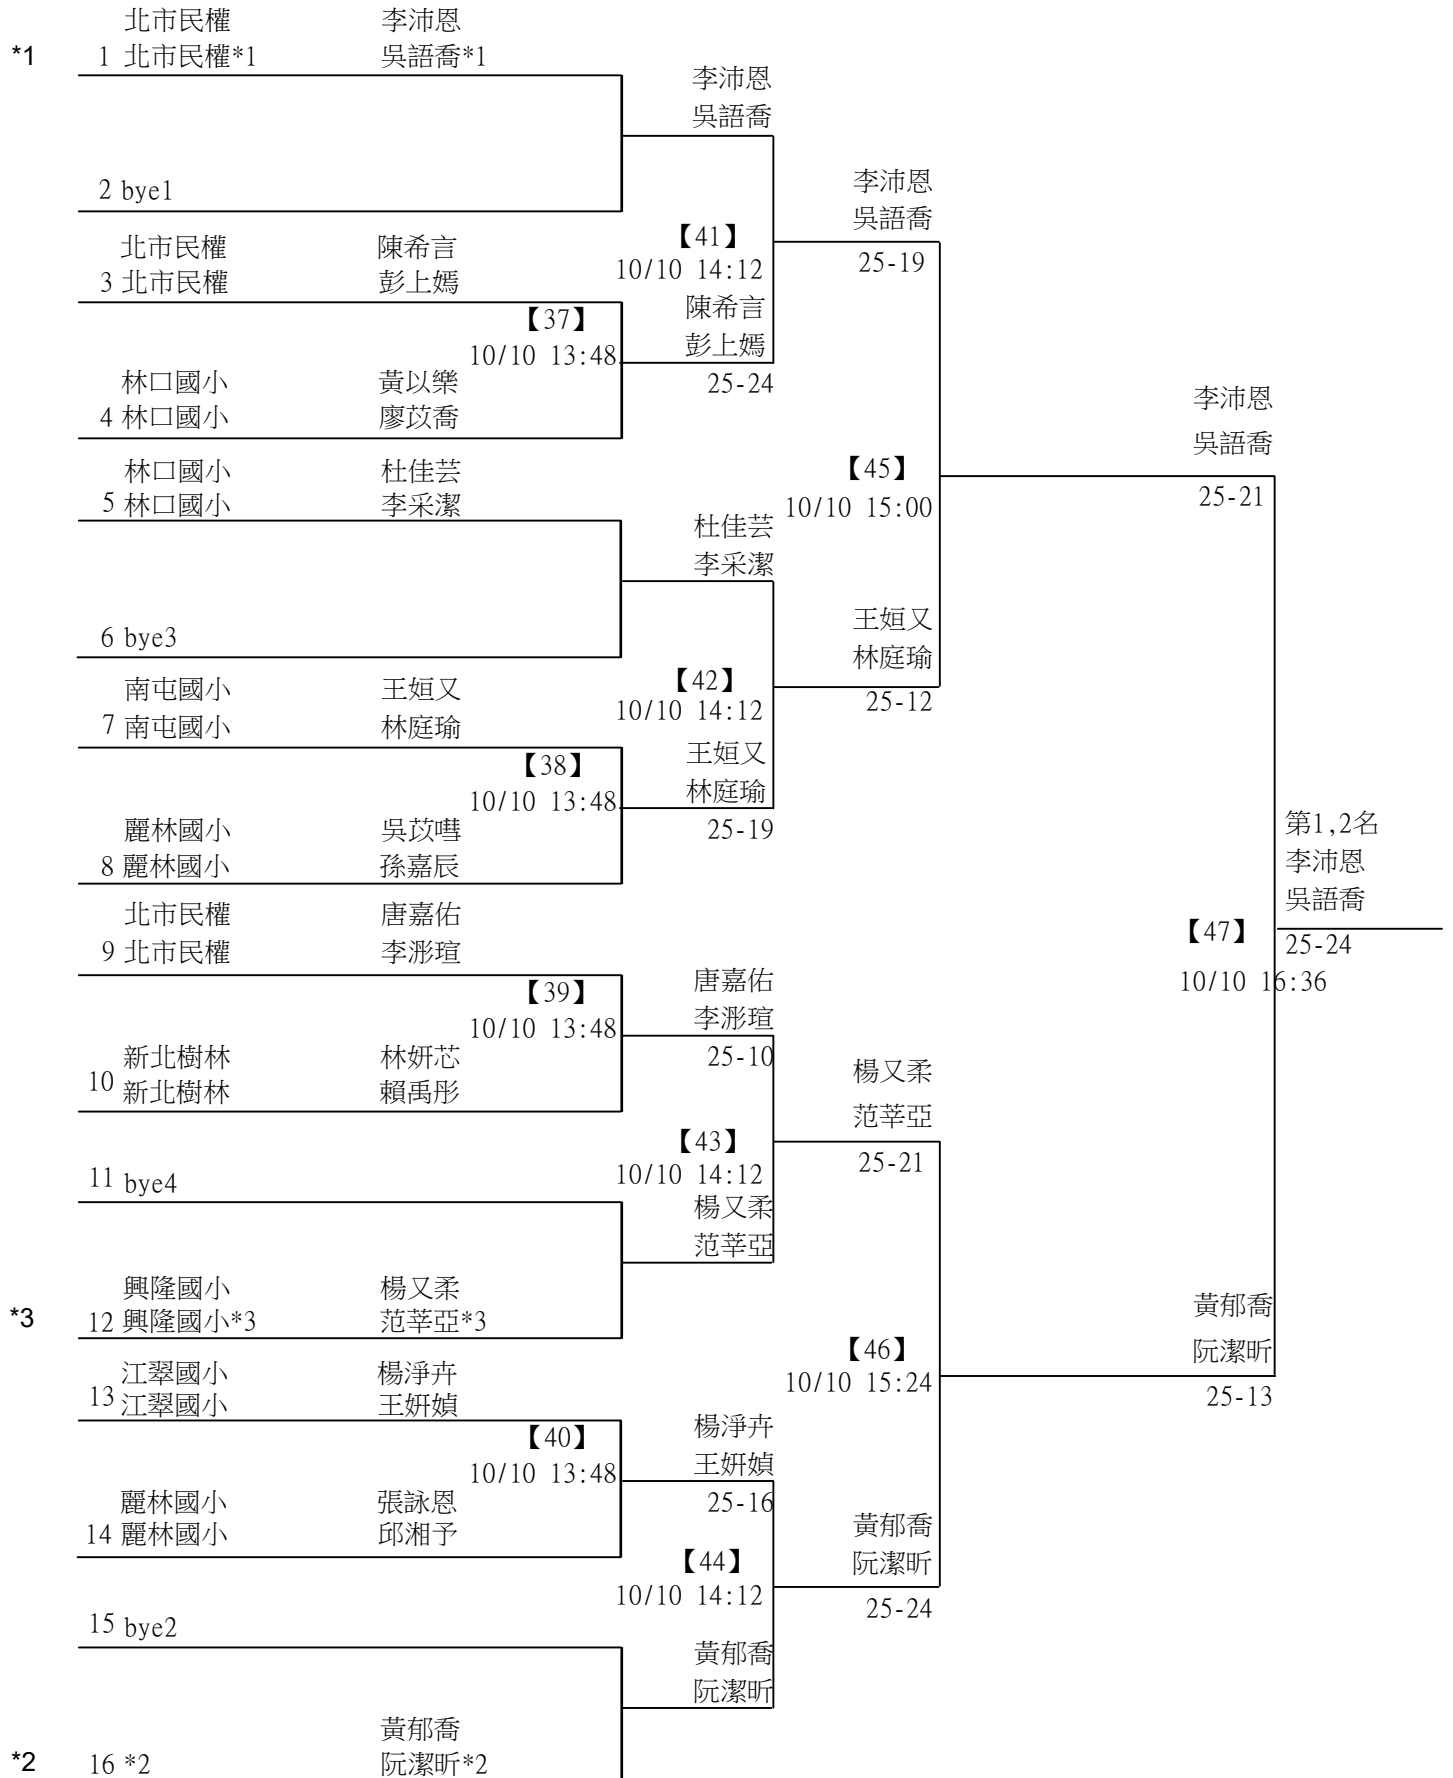 北市民權 李沛恩
*1 1 北市民權*1 吳語喬*1
李沛恩
吳語喬
2 bye1
李沛恩
吳語喬
25-19
北市民權 陳希言
3 北市民權 彭上嫣
【41】
10/10 14:12
【37】
10/10 13:48
陳希言
彭上嫣
25-24
林口國小 黃以樂
4 林口國小 廖苡喬
李沛恩
吳語喬
25-21
林口國小 杜佳芸
5 林口國小 李采潔
【45】
10/10 15:00
杜佳芸
李采潔
6 bye3
王姮又
林庭瑜
25-12
南屯國小 王姮又
7 南屯國小 林庭瑜
【42】
10/10 14:12
【38】
10/10 13:48
王姮又
林庭瑜
25-19
麗林國小 吳苡嘒
8 麗林國小 孫嘉辰
第1,2名
李沛恩
吳語喬
25-24
【47】
10/10 16:36
北市民權 唐嘉佑
9 北市民權 李浵瑄
【39】
10/10 13:48
唐嘉佑
李浵瑄
25-10
新北樹林 林妍芯
10 新北樹林 賴禹彤
楊又柔
范莘亞
25-21
【43】
10/10 14:12
11 bye4
楊又柔
范莘亞
興隆國小 楊又柔
*3 12 興隆國小*3 范莘亞*3
黃郁喬
阮潔昕
25-13
【46】
10/10 15:24
江翠國小 楊淨卉
13 江翠國小 王妍媜
【40】
10/10 13:48
楊淨卉
王妍媜
25-16
麗林國小 張詠恩
14 麗林國小 邱湘予
黃郁喬
阮潔昕
25-24
【44】
10/10 14:12
15 bye2
黃郁喬
阮潔昕
黃郁喬
*2 16 *2 阮潔昕*2